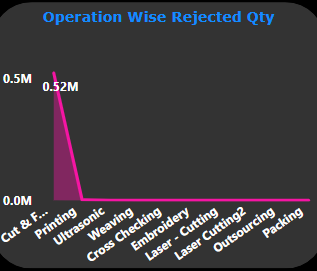 Operation Wise Rejected Qty
0.5M
0.52M
0.0M
Cut & F...
Printing
Ultrasonic
Weaving
Cross Checking
Embroidery
Laser - Cutting
Laser Cutting2
Outsourcing
Packing